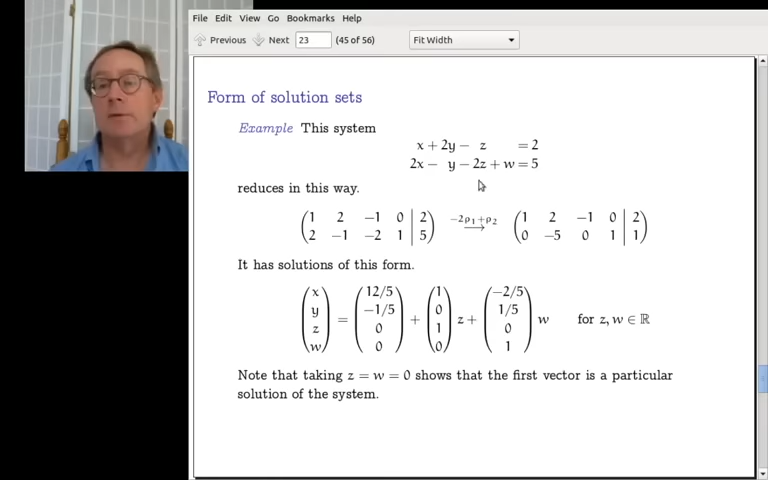 File Edit View Go Bookmarks Help
Previous Next 23 (45 of 56) Fit Width
Form of solution sets
Example This system
x + 2y − z = 2
2x − y − 2z + w = 5
reduces in this way.
(1 2 −1 0 | 2) −2ρ1+ρ2 (1 2 −1 0 | 2)
(2 −1 −2 1 | 5) ⟶ (0 −5 0 1 | 1)
It has solutions of this form.
(x) (12/5) (1) (−2/5)
(y) (−1/5) (0) (1/5)
(z) = (0) + (1) z + (0) w for z, w ∈ ℝ
(w) (0) (0) (1)
Note that taking z = w = 0 shows that the first vector is a particular
solution of the system.